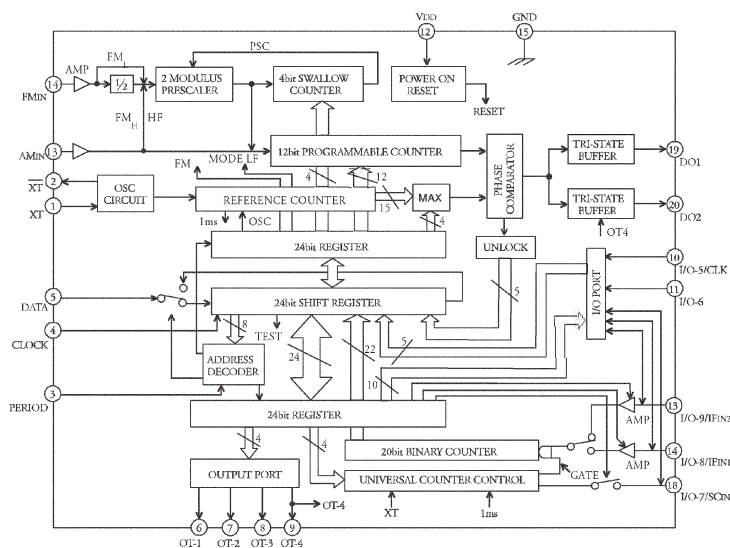 VDD
GND
12
15
PSC
FML
AMP
14
FMIN
1/2
2 MODULUS
PRESCALER
4bit SWALLOW
COUNTER
POWER ON
RESET
RESET
FMH
HF
13
AMIN
12bit PROGRAMMABLE COUNTER
PHASE
COMPARATOR
TRI-STATE
BUFFER
19
DO1
MODE LF
FM
4
12
2
XT
OSC
CIRCUIT
REFERENCE COUNTER
15
MAX
TRI-STATE
BUFFER
20
DO2
1
XT
1ms
OSC
4
OT4
24bit REGISTER
UNLOCK
10
I/O-5/CLK
I/O PORT
5
DATA
24bit SHIFT REGISTER
5
11
I/O-6
4
CLOCK
8
TEST
24
22
5
ADDRESS
DECODER
10
3
PERIOD
24bit REGISTER
13
AMP
I/O-9/IFIN2
4
4
20bit BINARY COUNTER
14
AMP
I/O-8/IFIN1
GATE
OUTPUT PORT
UNIVERSAL COUNTER CONTROL
18
I/O-7/SCIN
OT-4
XT
1ms
6
7
8
9
OT-1
OT-2
OT-3
OT-4